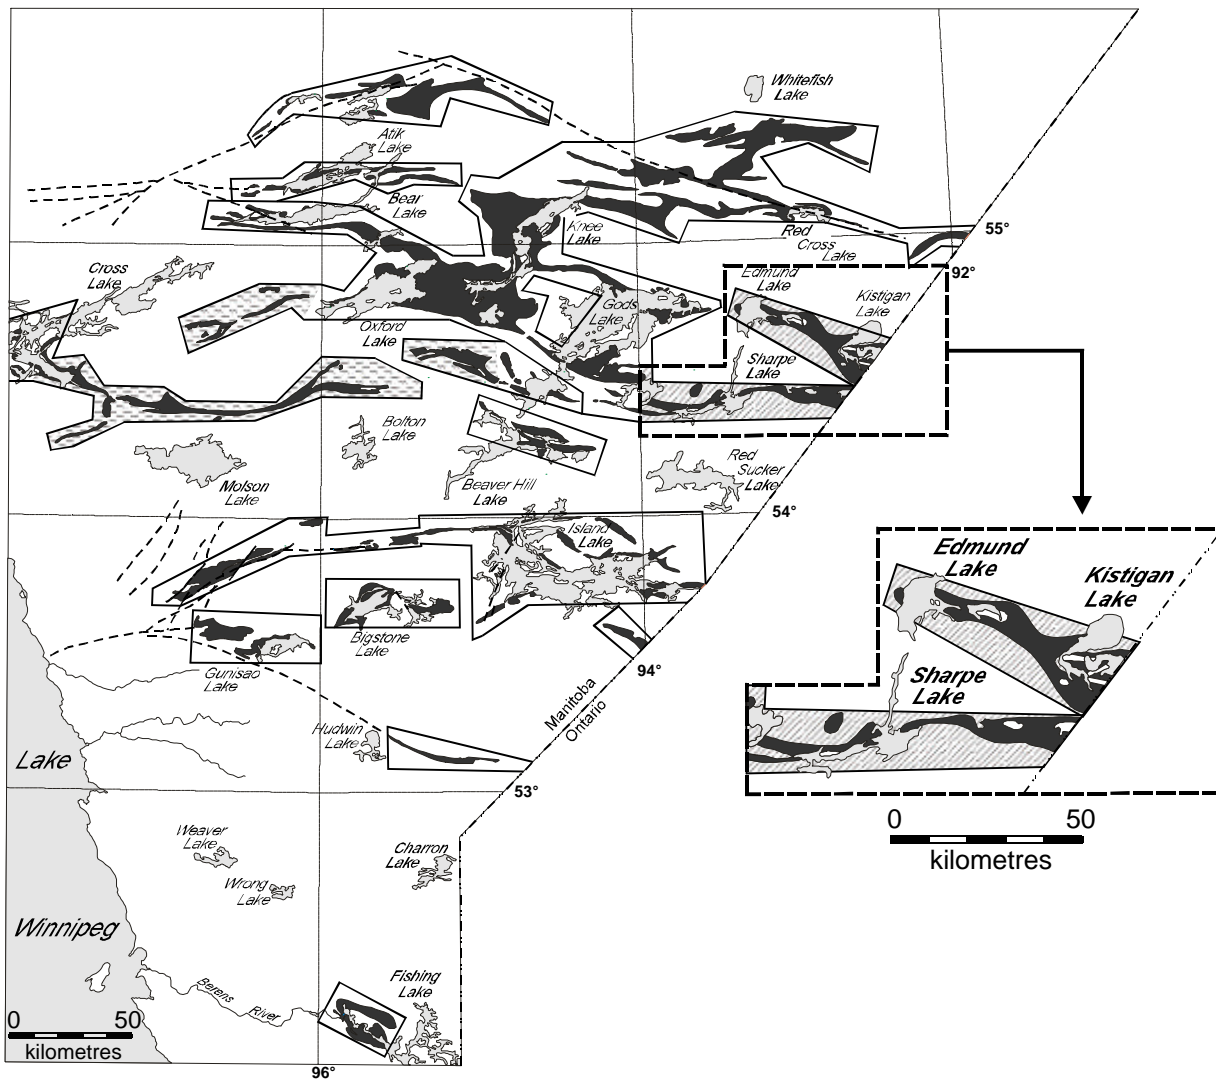 Whitefish
Lake
Atik
Lake
Bear
Lake
Knee
Lake
Red
Cross
Lake
55°
92°
Cross
Lake
Edmund
Lake
Kistigan
Lake
Gods
Lake
Oxford
Lake
Sharpe
Lake
Bolton
Lake
Red
Sucker
Lake
Molson
Lake
Beaver Hill
Lake
54°
Island
Lake
Edmund
Lake
Kistigan
Lake
Bigstone
Lake
Gunisao
Lake
94°
Sharpe
Lake
Manitoba
Ontario
Hudwin
Lake
Lake
53°
0 50
kilometres
Weaver
Lake
Charron
Lake
Wrong
Lake
Winnipeg
Fishing
Lake
Berens
River
0 50
kilometres
96°